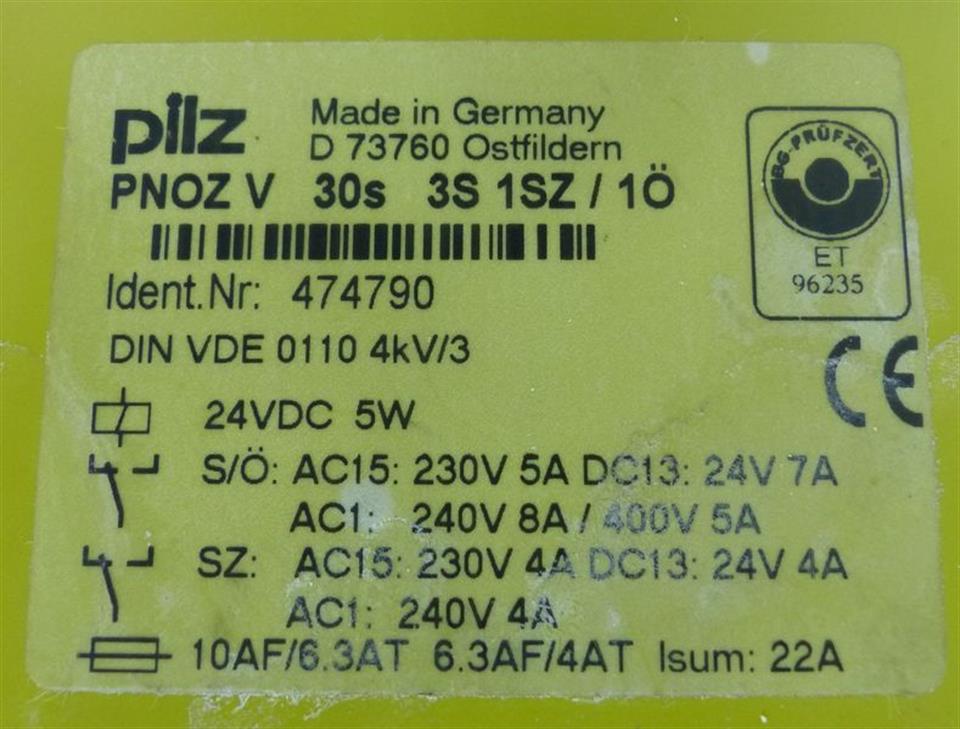 pilz Made in Germany
D 73760 Ostfildern
PNOZ V 30s 3S 1SZ / 1Ö
BG-PRÜFZERT
ET
96235
Ident.Nr: 474790
DIN VDE 0110 4kV/3
CE
24VDC 5W
S/Ö: AC15: 230V 5A DC13: 24V 7A
AC1: 240V 8A / 400V 5A
SZ: AC15: 230V 4A DC13: 24V 4A
AC1: 240V 4A
10AF/6.3AT 6.3AF/4AT Isum: 22A